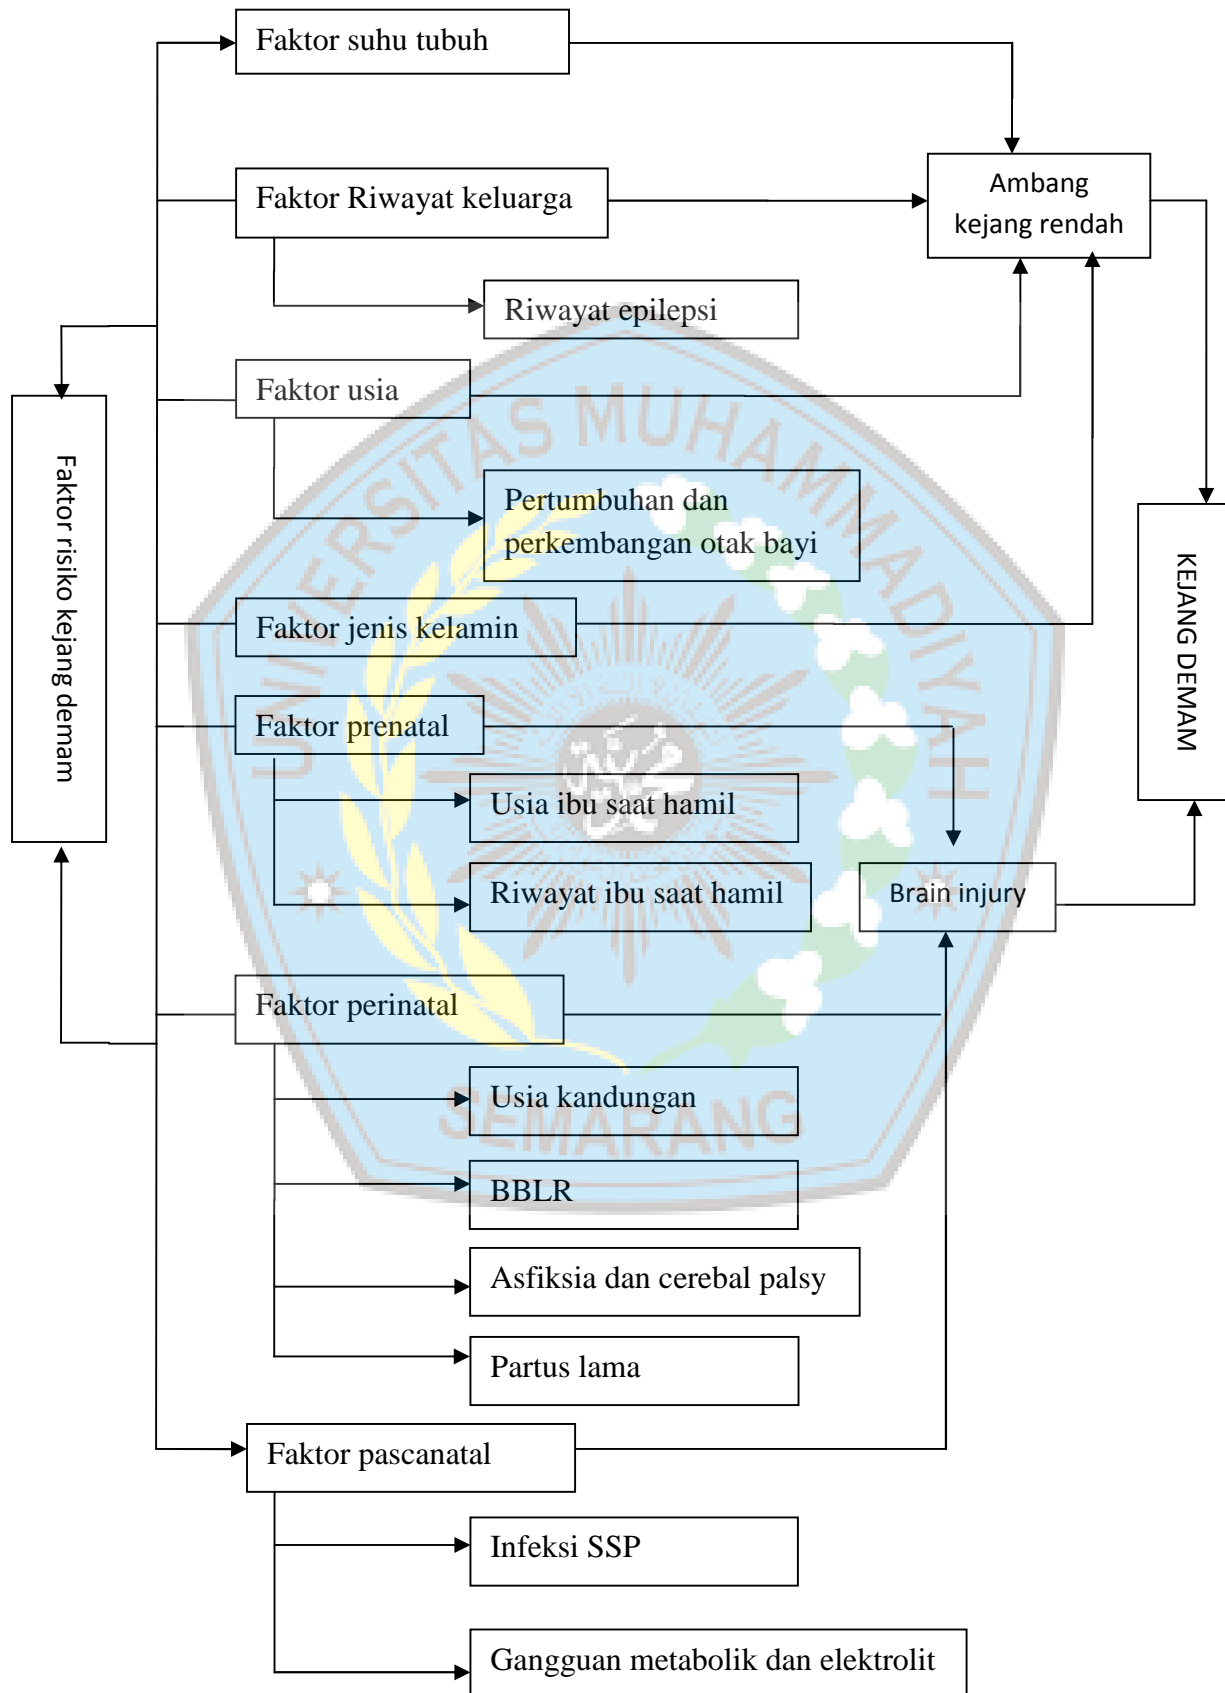 Faktor suhu tubuh
Ambang
kejang rendah
Faktor Riwayat keluarga
Riwayat epilepsi
Faktor usia
Pertumbuhan dan
perkembangan otak bayi
Faktor risiko kejang demam
KEJANG DEMAM
Faktor jenis kelamin
Faktor prenatal
Usia ibu saat hamil
Riwayat ibu saat hamil
Brain injury
Faktor perinatal
Usia kandungan
BBLR
Asfiksia dan cerebal palsy
Partus lama
Faktor pascanatal
Infeksi SSP
Gangguan metabolik dan elektrolit
UNIVERSITAS MUHAMMADIYAH
SEMARANG